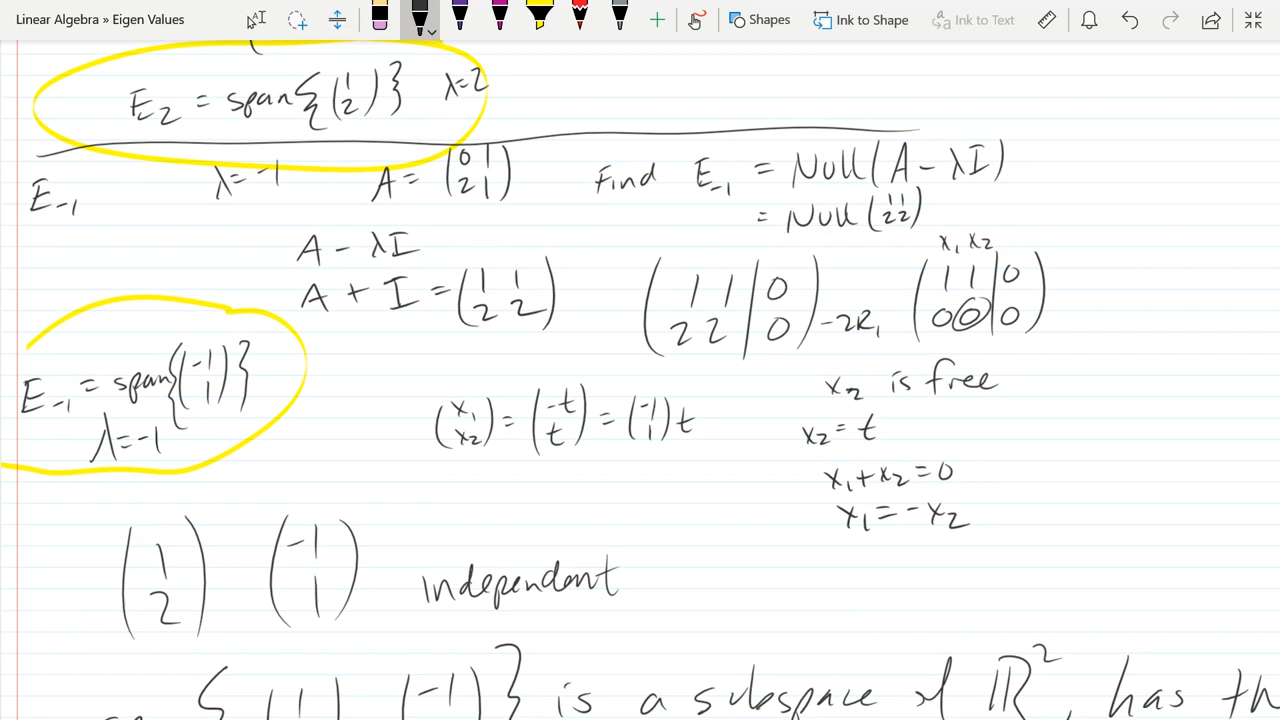 Linear Algebra » Eigen Values
Shapes
Ink to Shape
Ink to Text
E₂ = span{(1 2)} λ=2
E₋₁ λ=-1 A = (0 1
2 1) Find E₋₁ = Null(A - λI)
= Null(1 1
2 2)
A - λI
A + I = (1 1
2 2)
(1 1 | 0
2 2 | 0) -2R₁
x₁ x₂
(1 1 | 0
0 0 | 0)
E₋₁ = span{(-1 1)}
λ=-1
(x₁ x₂) = (-t t) = (-1 1)t
x₂ is free
x₂ = t
x₁+x₂=0
x₁=-x₂
(1 2) (-1 1) independent
{ (-1) } is a subspace of ℝ², has th